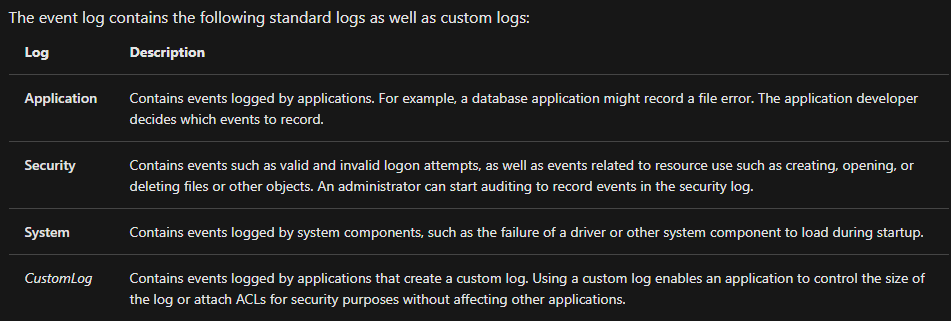 The event log contains the following standard logs as well as custom logs:
Log Description
Application Contains events logged by applications. For example, a database application might record a file error. The application developer
decides which events to record.
Security Contains events such as valid and invalid logon attempts, as well as events related to resource use such as creating, opening, or
deleting files or other objects. An administrator can start auditing to record events in the security log.
System Contains events logged by system components, such as the failure of a driver or other system component to load during startup.
CustomLog Contains events logged by applications that create a custom log. Using a custom log enables an application to control the size of
the log or attach ACLs for security purposes without affecting other applications.